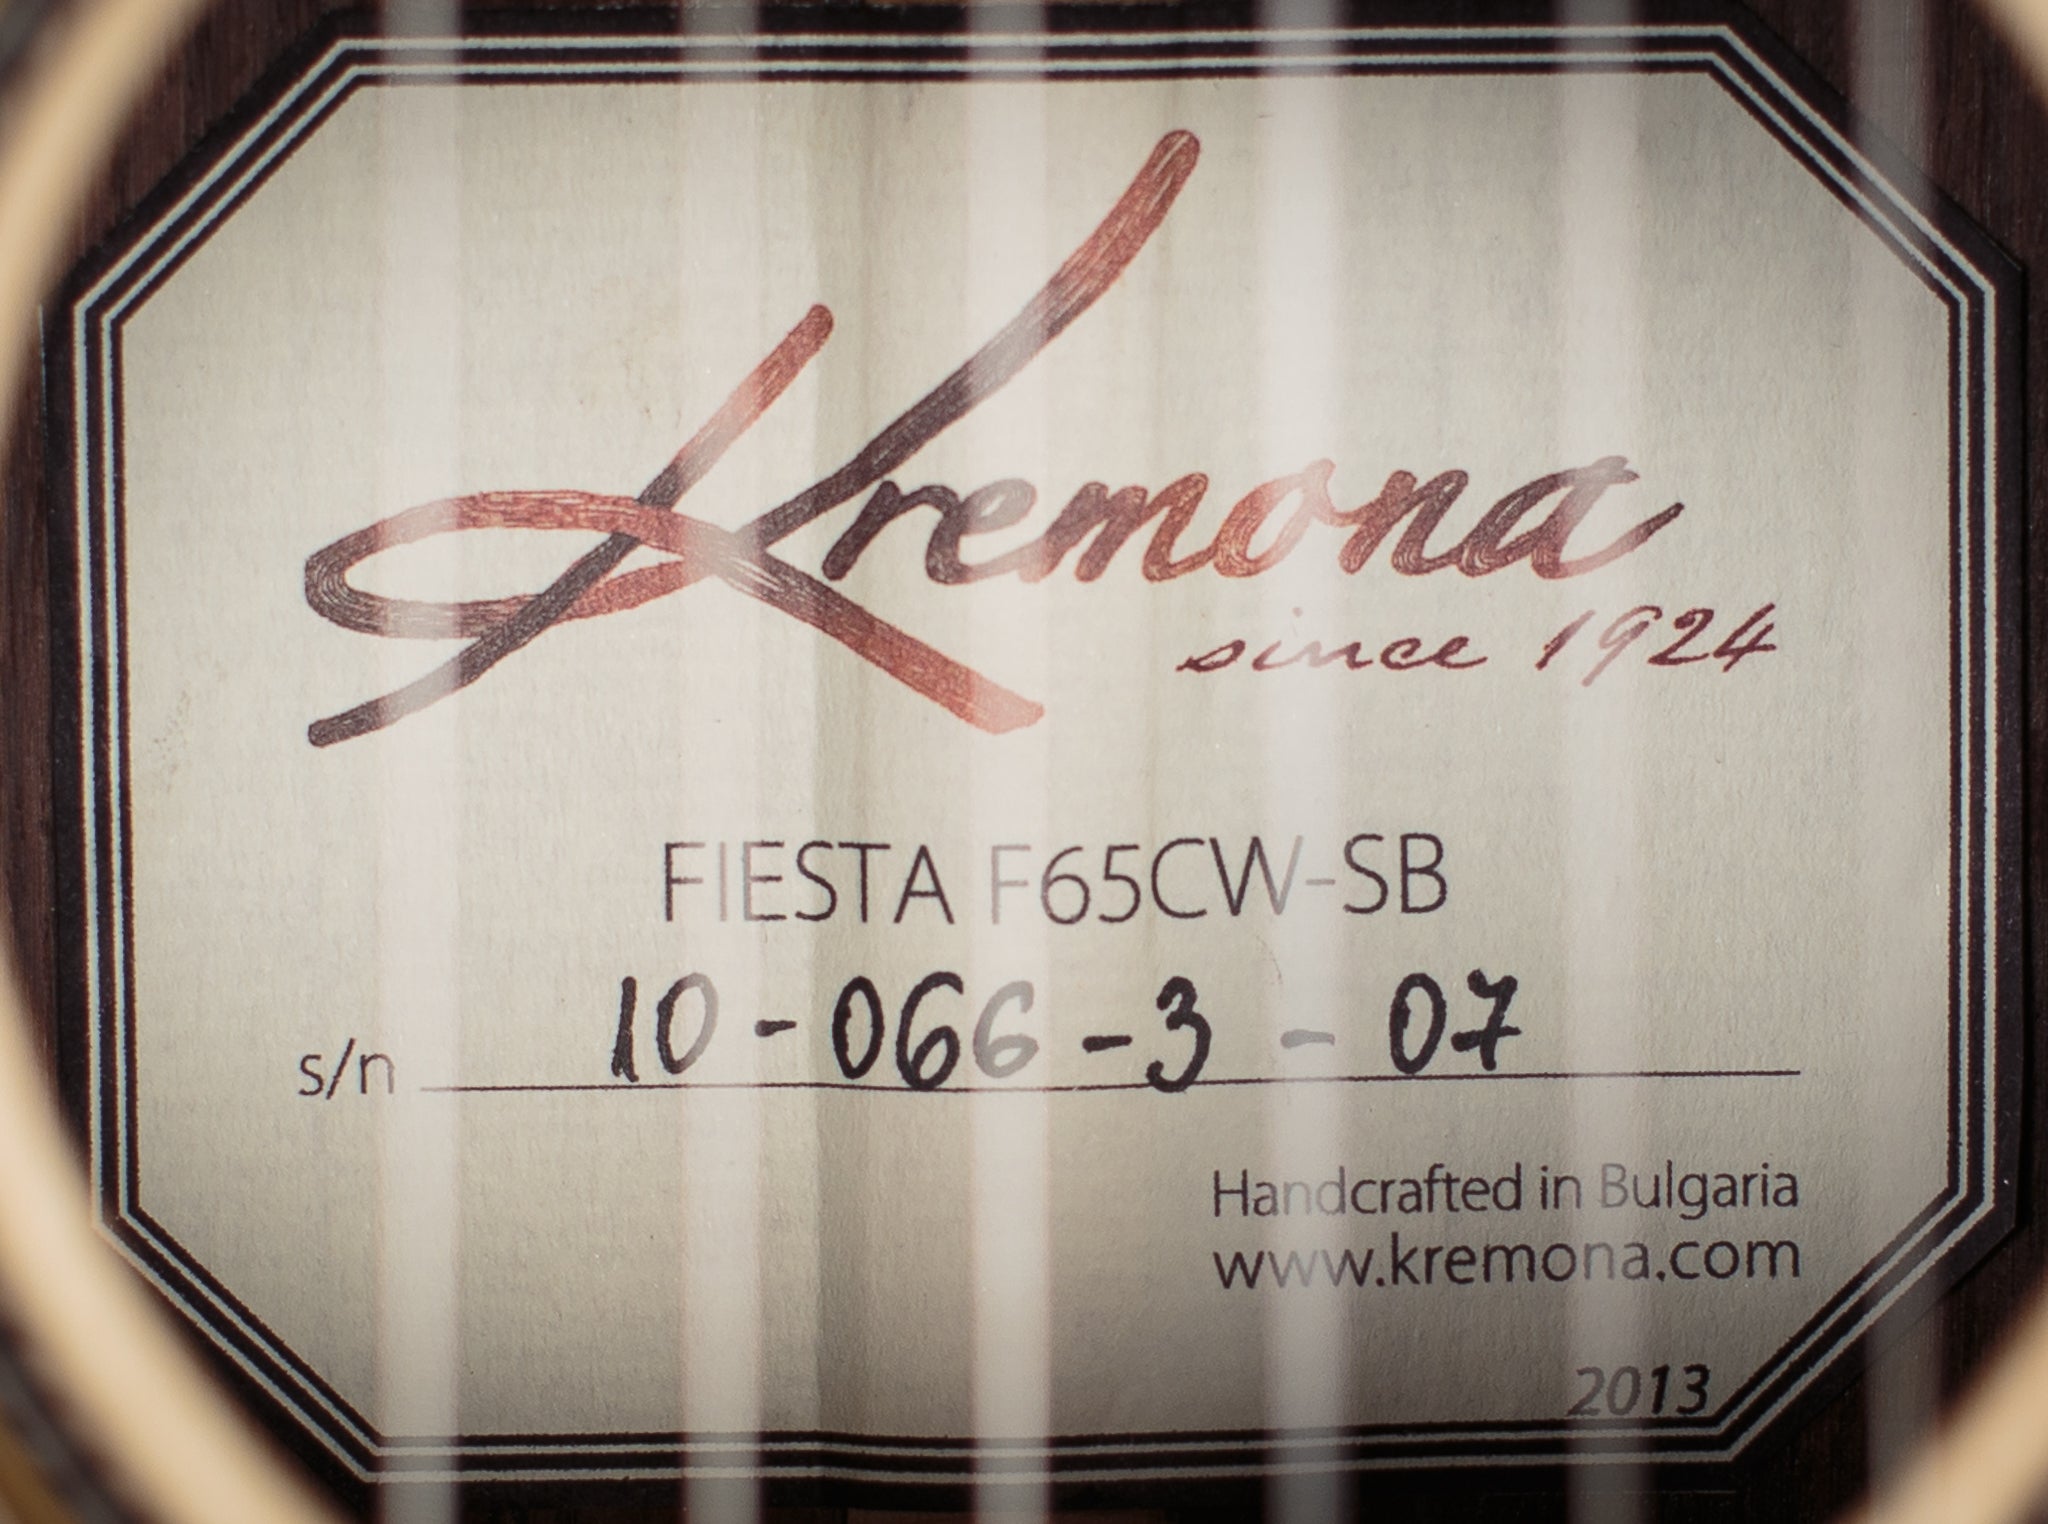 Kremona
since 1924
FIESTA F65CW-SB
s/n 10-066-3-07
Handcrafted in Bulgaria
www.kremona.com
2013